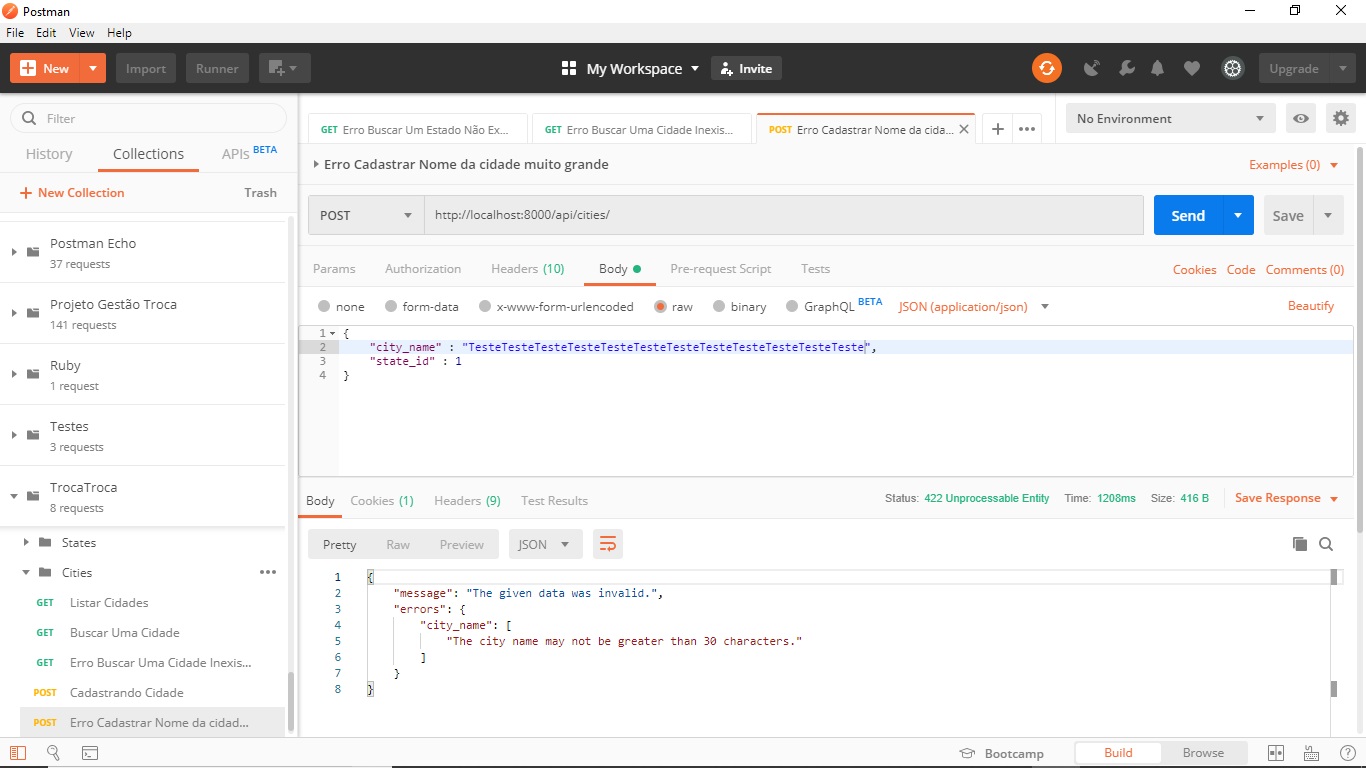 Postman
File Edit View Help
New Import Runner My Workspace Invite Upgrade
Filter
History Collections APIs BETA
New Collection Trash
Postman Echo
37 requests
Projeto Gestão Troca
141 requests
Ruby
1 request
Testes
3 requests
TrocaTroca
8 requests
States
Cities
GET Listar Cidades
GET Buscar Uma Cidade
GET Erro Buscar Uma Cidade Inexis...
POST Cadastrando Cidade
POST Erro Cadastrar Nome da cidad...
GET Erro Buscar Um Estado Não Ex... GET Erro Buscar Uma Cidade Inexis... POST Erro Cadastrar Nome da cida... No Environment
Erro Cadastrar Nome da cidade muito grande Examples (0)
POST http://localhost:8000/api/cities/ Send Save
Params Authorization Headers (10) Body Pre-request Script Tests Cookies Code Comments (0)
none form-data x-www-form-urlencoded raw binary GraphQL BETA JSON (application/json) Beautify
1 {
2 "city_name" : "TesteTesteTesteTesteTesteTesteTesteTesteTesteTesteTesteTeste",
3 "state_id" : 1
4 }
Body Cookies (1) Headers (9) Test Results Status: 422 Unprocessable Entity Time: 1208ms Size: 416 B Save Response
Pretty Raw Preview JSON
1 {
2 "message": "The given data was invalid.",
3 "errors": {
4 "city_name": [
5 "The city name may not be greater than 30 characters."
6 ]
7 }
8 }
Bootcamp Build Browse